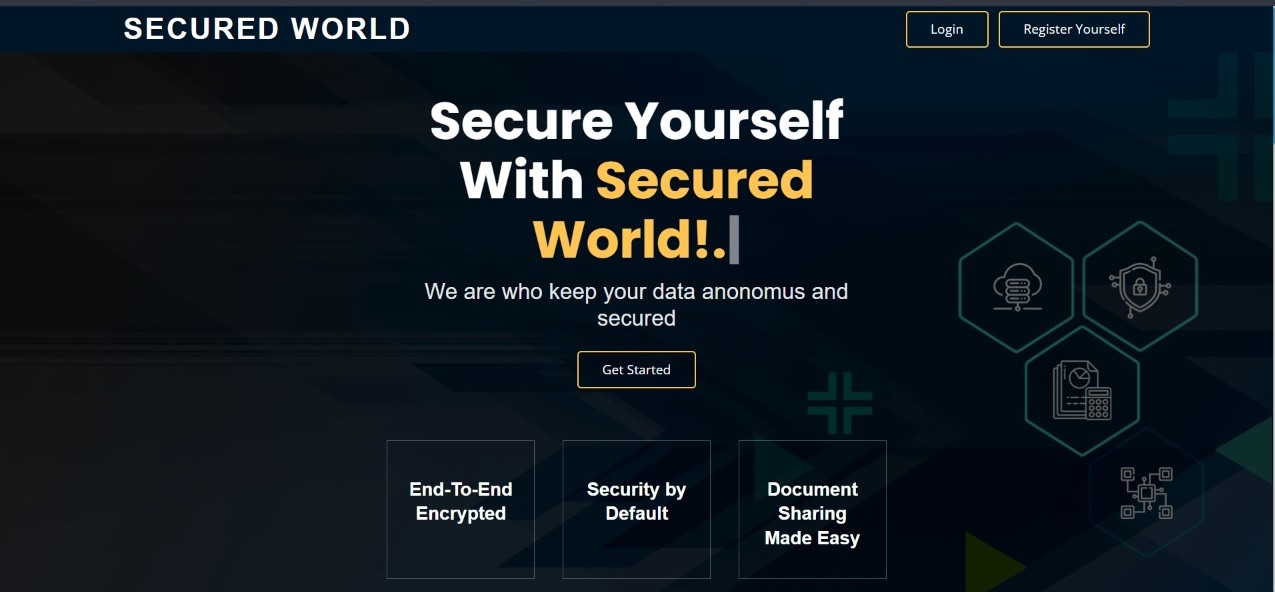 SECURED WORLD
Login
Register Yourself
Secure Yourself
With Secured
World!.
We are who keep your data anonomus and
secured
Get Started
End-To-End
Encrypted
Security by
Default
Document
Sharing
Made Easy